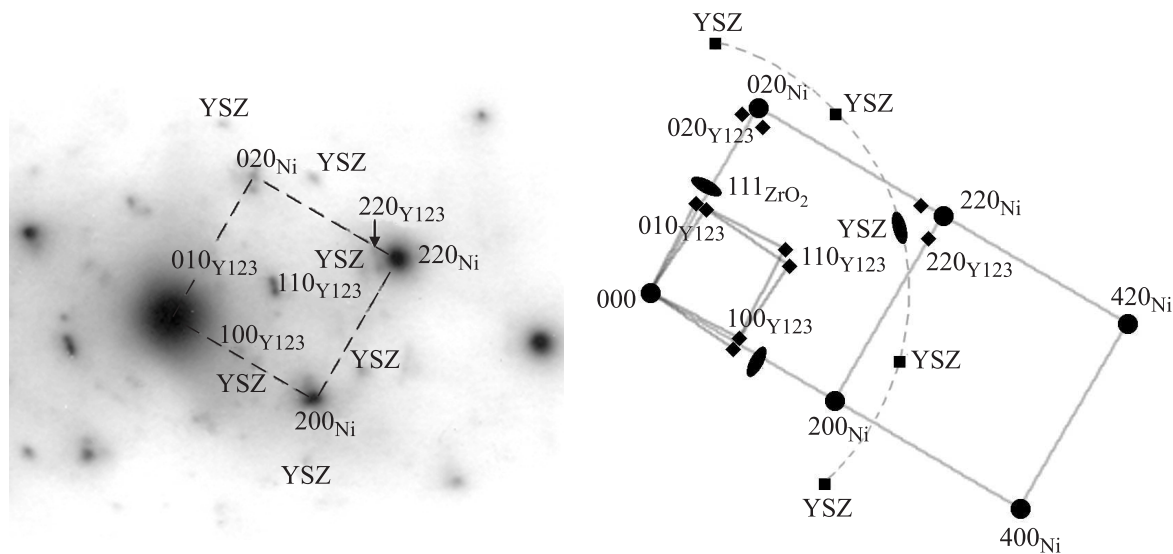 YSZ
020Ni
YSZ
220Y123
YSZ
220Ni
010Y123
110Y123
100Y123
YSZ
YSZ
200Ni
YSZ
YSZ
020Ni
YSZ
020Y123
111ZrO2
220Ni
YSZ
010Y123
110Y123
220Y123
000
100Y123
420Ni
YSZ
200Ni
YSZ
400Ni